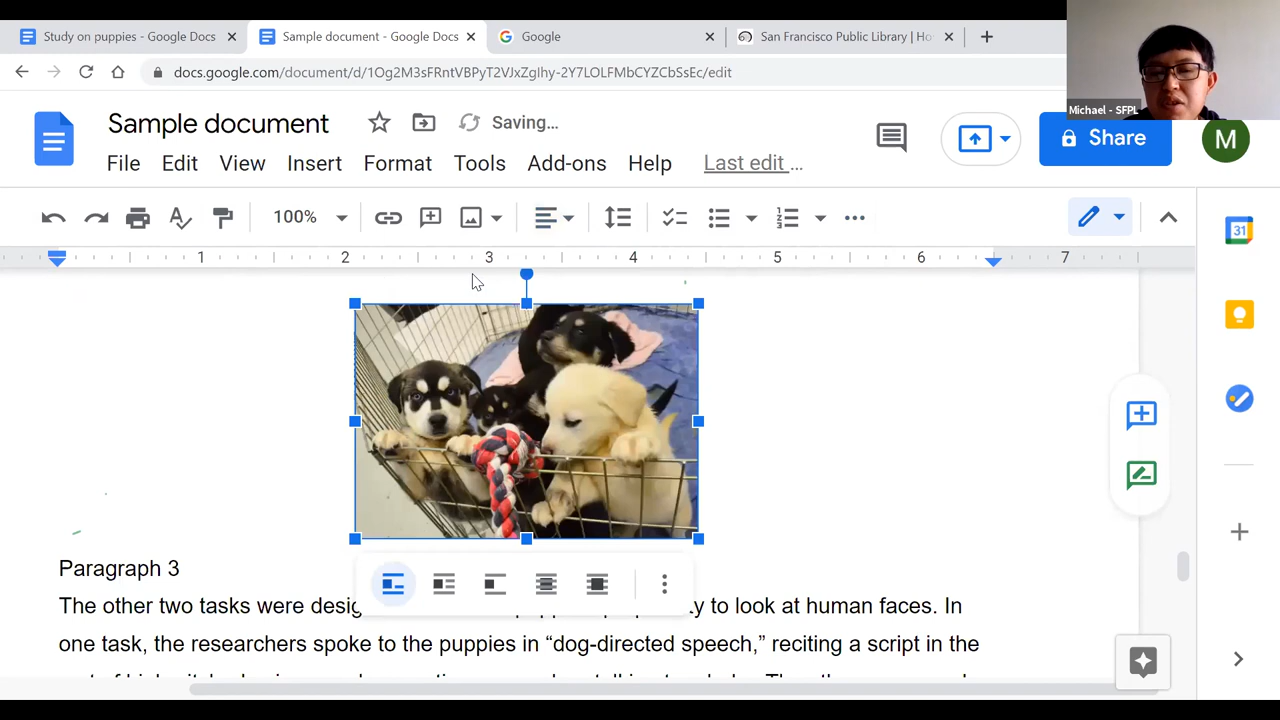 Study on puppies - Google Docs
Sample document - Google Docs
Google
San Francisco Public Library | Ho
docs.google.com/document/d/1Og2M3sFRntVBPyT2VJxZglhy-2Y7LOLFMbCYZCbSsEc/edit
Michael - SFPL
Sample document
Saving...
Share
M
File Edit View Insert Format Tools Add-ons Help Last edit ...
100%
1 2 3 4 5 6 7
31
Paragraph 3
The other two tasks were desig to look at human faces. In
one task, the researchers spoke to the puppies in “dog-directed speech,” reciting a script in the